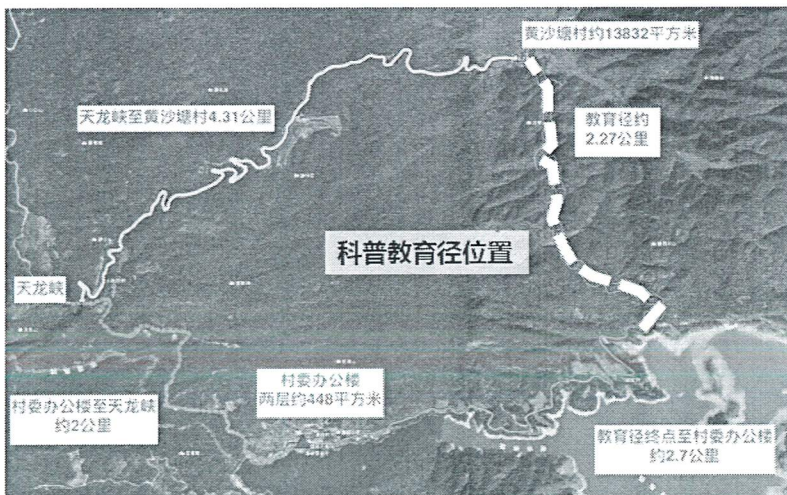 黄沙塘村约13832平方米
天龙峡至黄沙塘村4.31公里
教育径约
2.27公里
科普教育径位置
天龙峡
村委办公楼
两层约448平方米
村委办公楼至天龙峡
约2公里
教育径终点至村委办公楼
约2.7公里